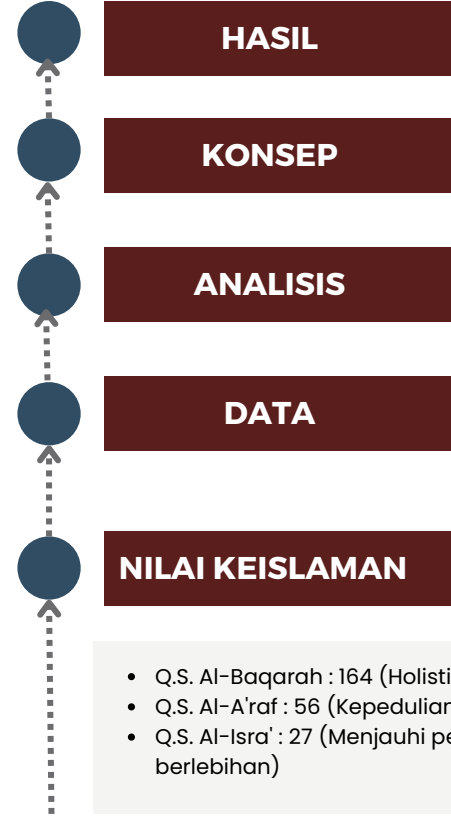 HASIL
KONSEP
ANALISIS
DATA
NILAI KEISLAMAN
• Q.S. Al-Baqarah : 164 (Holisti
• Q.S. Al-A'raf : 56 (Kepedulian
• Q.S. Al-Isra' : 27 (Menjauhi pe
berlebihan)